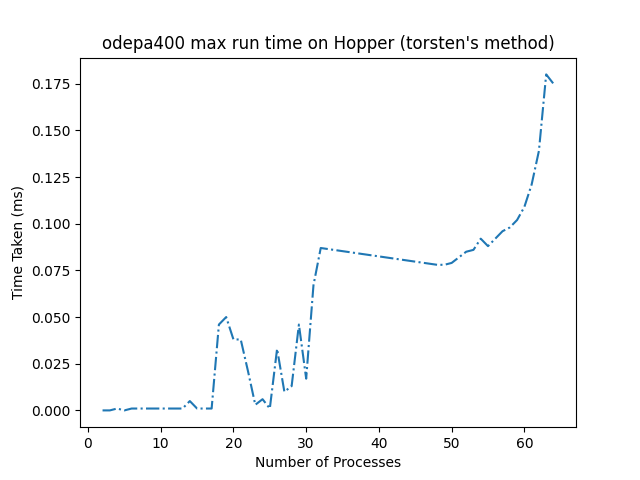 odepa400 max run time on Hopper (torsten's method)
0.175
0.150
0.125
0.100
0.075
0.050
0.025
0.000
Time Taken (ms)
0 10 20 30 40 50 60
Number of Processes